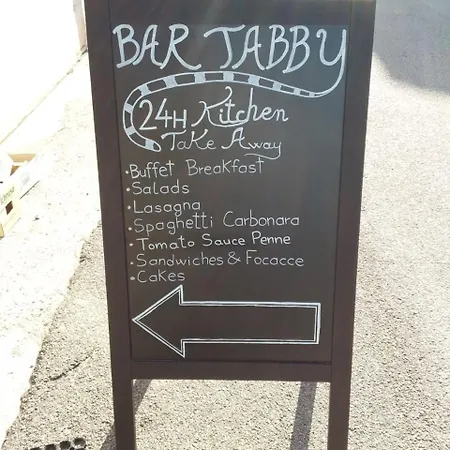 BAR TABBY
24H Kitchen
Take Away
•Buffet Breakfast
•Salads
•Lasagna
•Spaghetti Carbonara
•Tomato Sauce Penne
•Sandwiches & Focacce
•Cakes